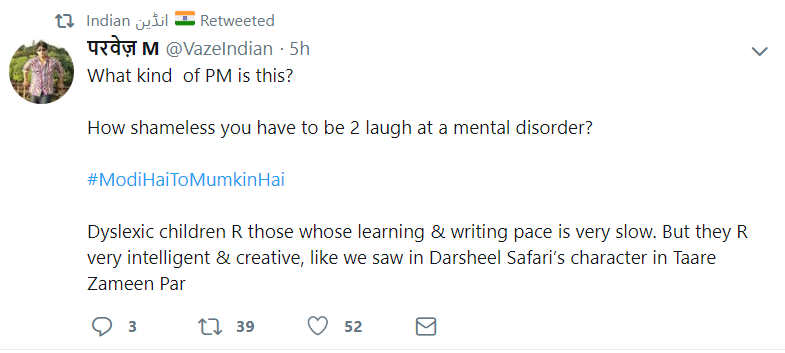 Indian انڈین 🇮🇳 Retweeted
परवेज़ M @VazeIndian · 5h
What kind of PM is this?
How shameless you have to be 2 laugh at a mental disorder?
#ModiHaiToMumkinHai
Dyslexic children R those whose learning & writing pace is very slow. But they R
very intelligent & creative, like we saw in Darsheel Safari’s character in Taare
Zameen Par
3 39 52